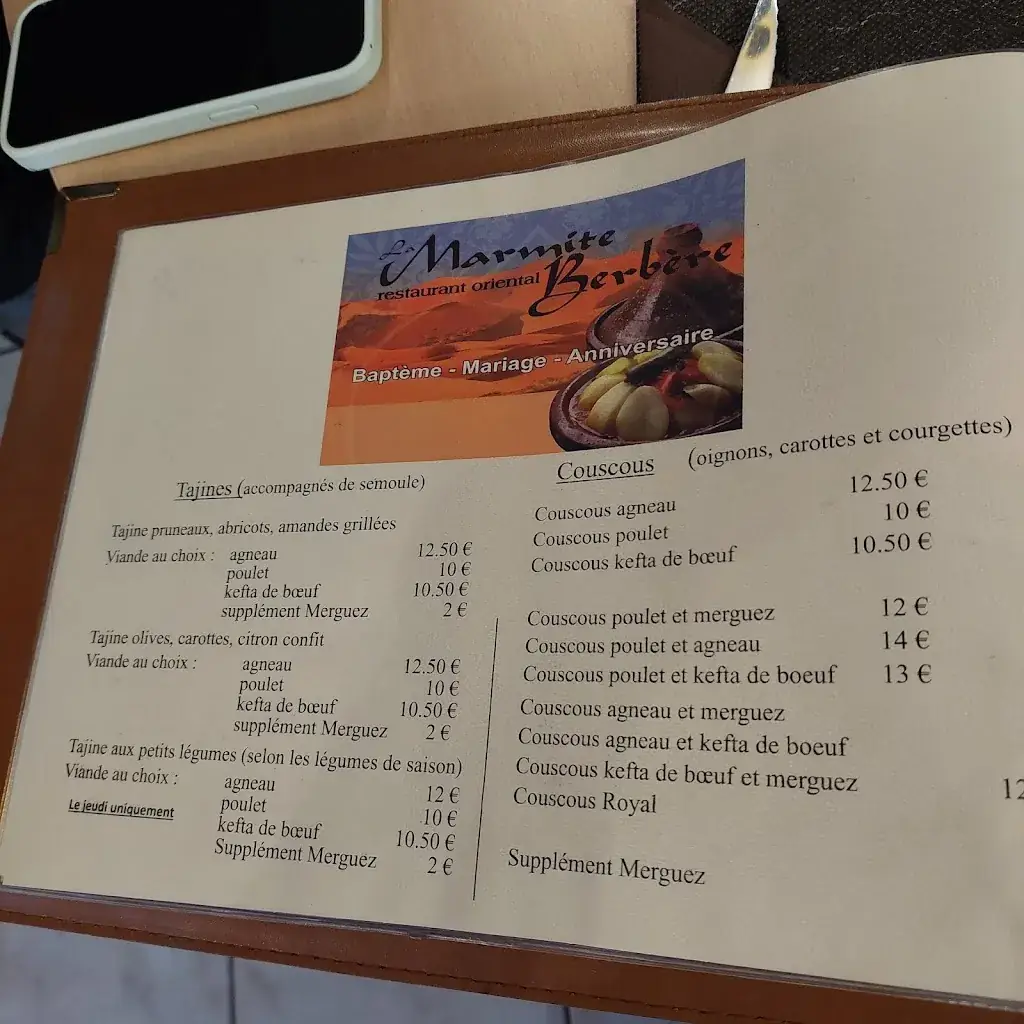 La Marmite
restaurant oriental Berbère
Baptème - Mariage - Anniversaire
Tajines (accompagnés de semoule)
Tajine pruneaux, abricots, amandes grillées
Viande au choix : agneau 12.50 €
poulet 10 €
kefta de bœuf 10.50 €
supplément Merguez 2 €
Tajine olives, carottes, citron confit
Viande au choix : agneau 12.50 €
poulet 10 €
kefta de bœuf 10.50 €
supplément Merguez 2 €
Tajine aux petits légumes (selon les légumes de saison)
Viande au choix : agneau 12 €
Le jeudi uniquement poulet 10 €
kefta de bœuf 10.50 €
Supplément Merguez 2 €
Couscous (oignons, carottes et courgettes)
Couscous agneau 12.50 €
Couscous poulet 10 €
Couscous kefta de bœuf 10.50 €
Couscous poulet et merguez 12 €
Couscous poulet et agneau 14 €
Couscous poulet et kefta de boeuf 13 €
Couscous agneau et merguez
Couscous agneau et kefta de boeuf
Couscous kefta de bœuf et merguez 12
Couscous Royal
Supplément Merguez